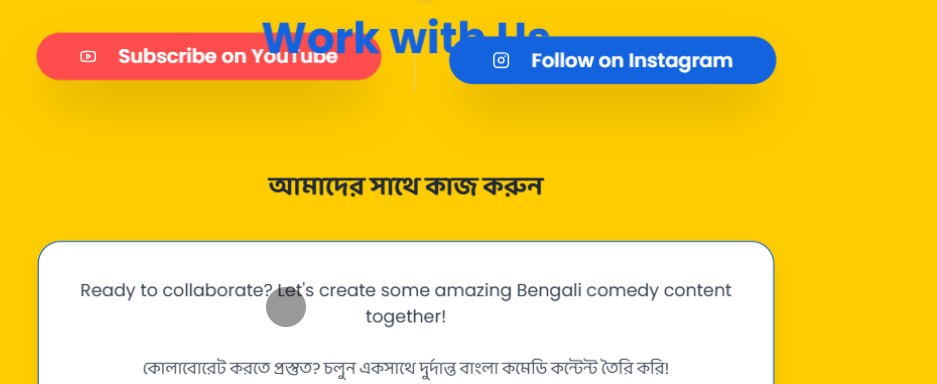 Work with Us
Subscribe on YouTube
Follow on Instagram
আমাদের সাথে কাজ করুন
Ready to collaborate? Let's create some amazing Bengali comedy content
together!
কোলাবোরেট করতে প্রস্তুত? চলুন একসাথে দুর্দান্ত বাংলা কমেডি কন্টেন্ট তৈরি করি!